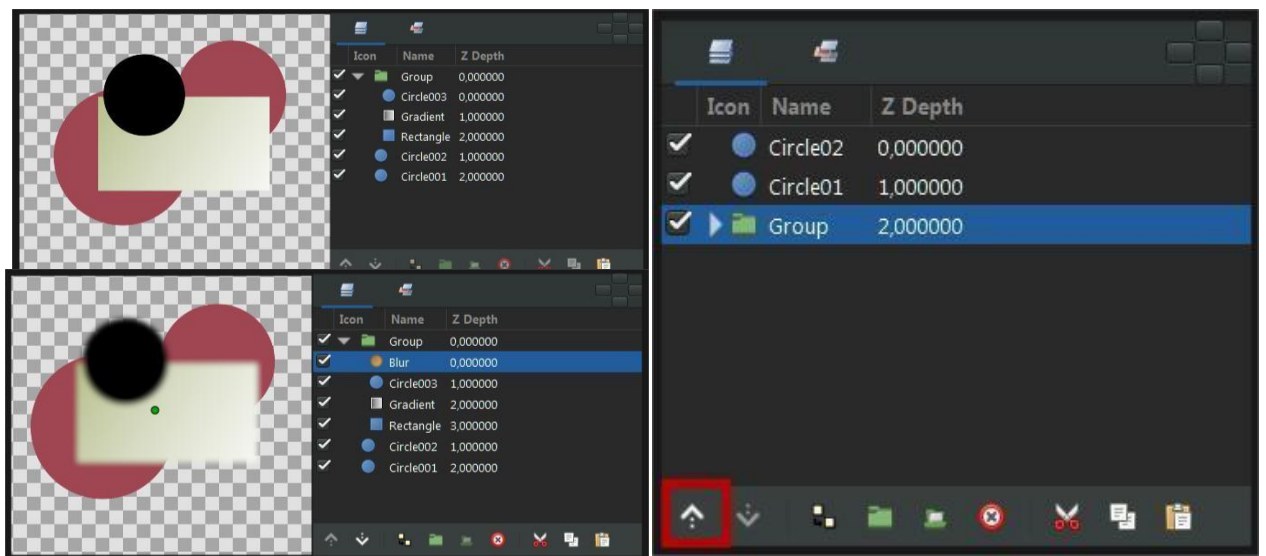 Icon Name Z Depth
Group 0,000000
Circle003 0,000000
Gradient 1,000000
Rectangle 2,000000
Circle002 1,000000
Circle001 2,000000
Icon Name Z Depth
Group 0,000000
Blur 0,000000
Circle003 1,000000
Gradient 2,000000
Rectangle 3,000000
Circle002 1,000000
Circle001 2,000000
Icon Name Z Depth
Circle02 0,000000
Circle01 1,000000
Group 2,000000